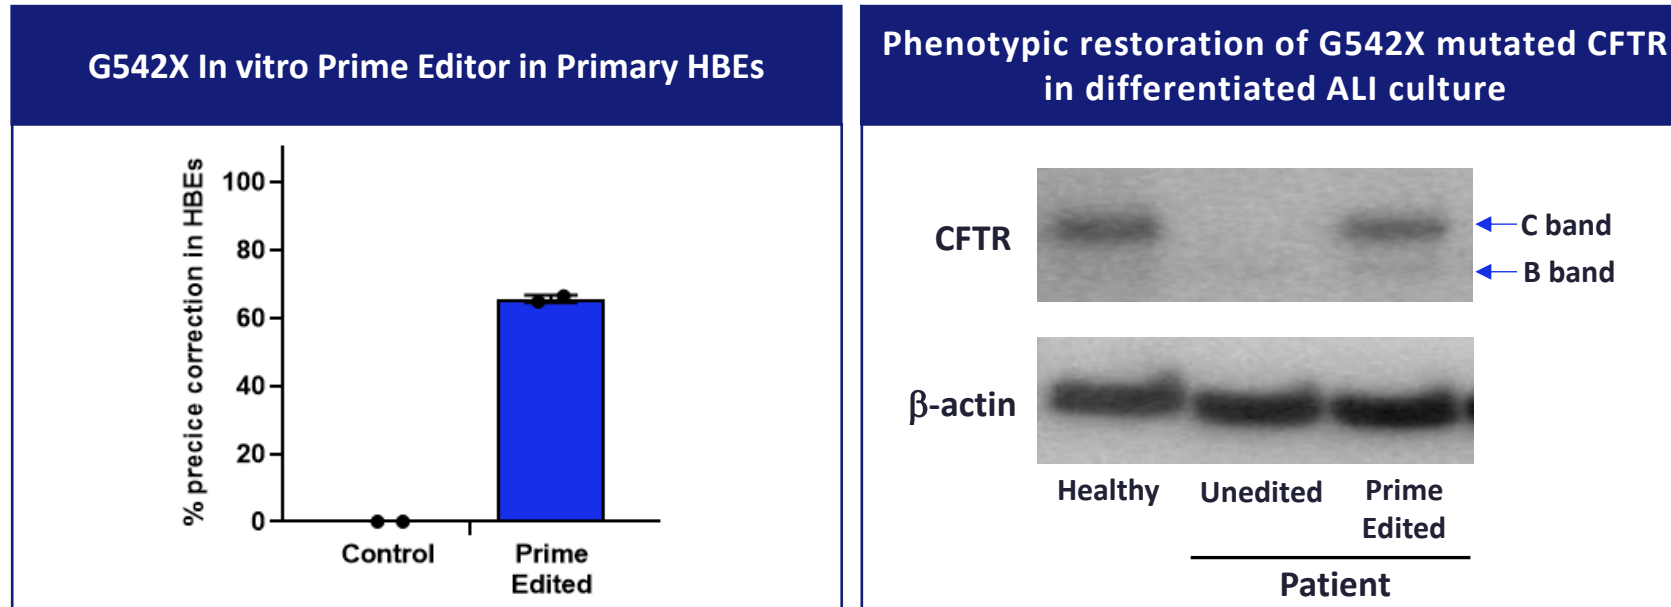 G542X In vitro Prime Editor in Primary HBEs
% precice correction in HBEs
100
80
60
40
20
0
Control
Prime
Edited
Phenotypic restoration of G542X mutated CFTR
in differentiated ALI culture
CFTR
C band
B band
β-actin
Healthy
Unedited
Prime
Edited
Patient